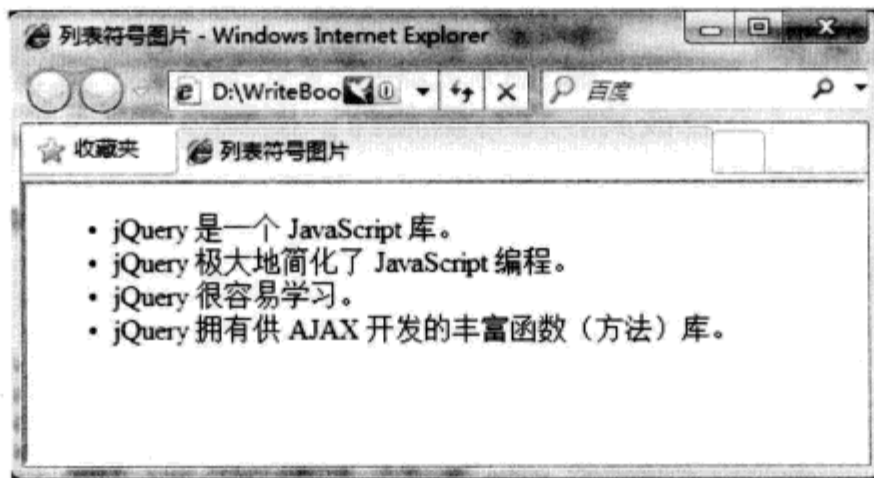 列表符号图片 - Windows Internet Explorer
D:\WriteBoo 百度
收藏夹 列表符号图片
• jQuery 是一个 JavaScript 库。
• jQuery 极大地简化了 JavaScript 编程。
• jQuery 很容易学习。
• jQuery 拥有供 AJAX 开发的丰富函数（方法）库。